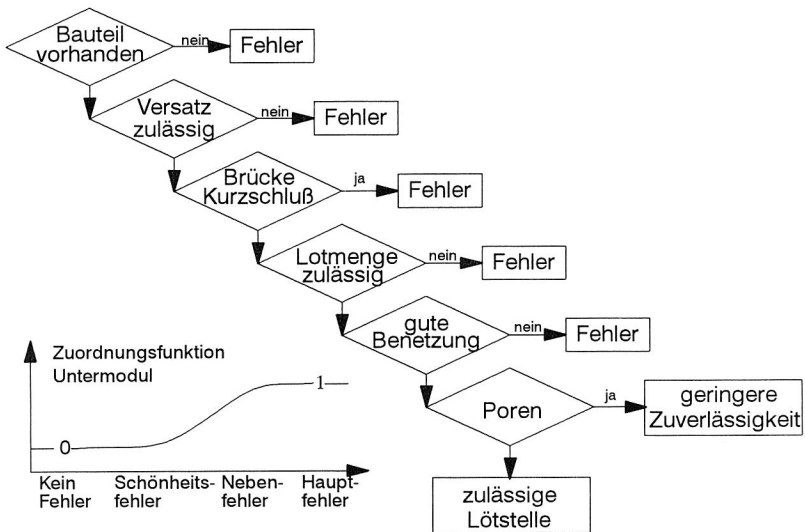 Bauteil
vorhanden
nein
Fehler
Versatz
zulässig
nein
Fehler
Brücke
Kurzschluß
ja
Fehler
Lotmenge
zulässig
nein
Fehler
gute
Benetzung
nein
Fehler
Poren
ja
geringere
Zuverlässigkeit
zulässige
Lötstelle
Zuordnungsfunktion
Untermodul
1
0
Kein
Fehler
Schönheits-
fehler
Neben-
fehler
Haupt-
fehler